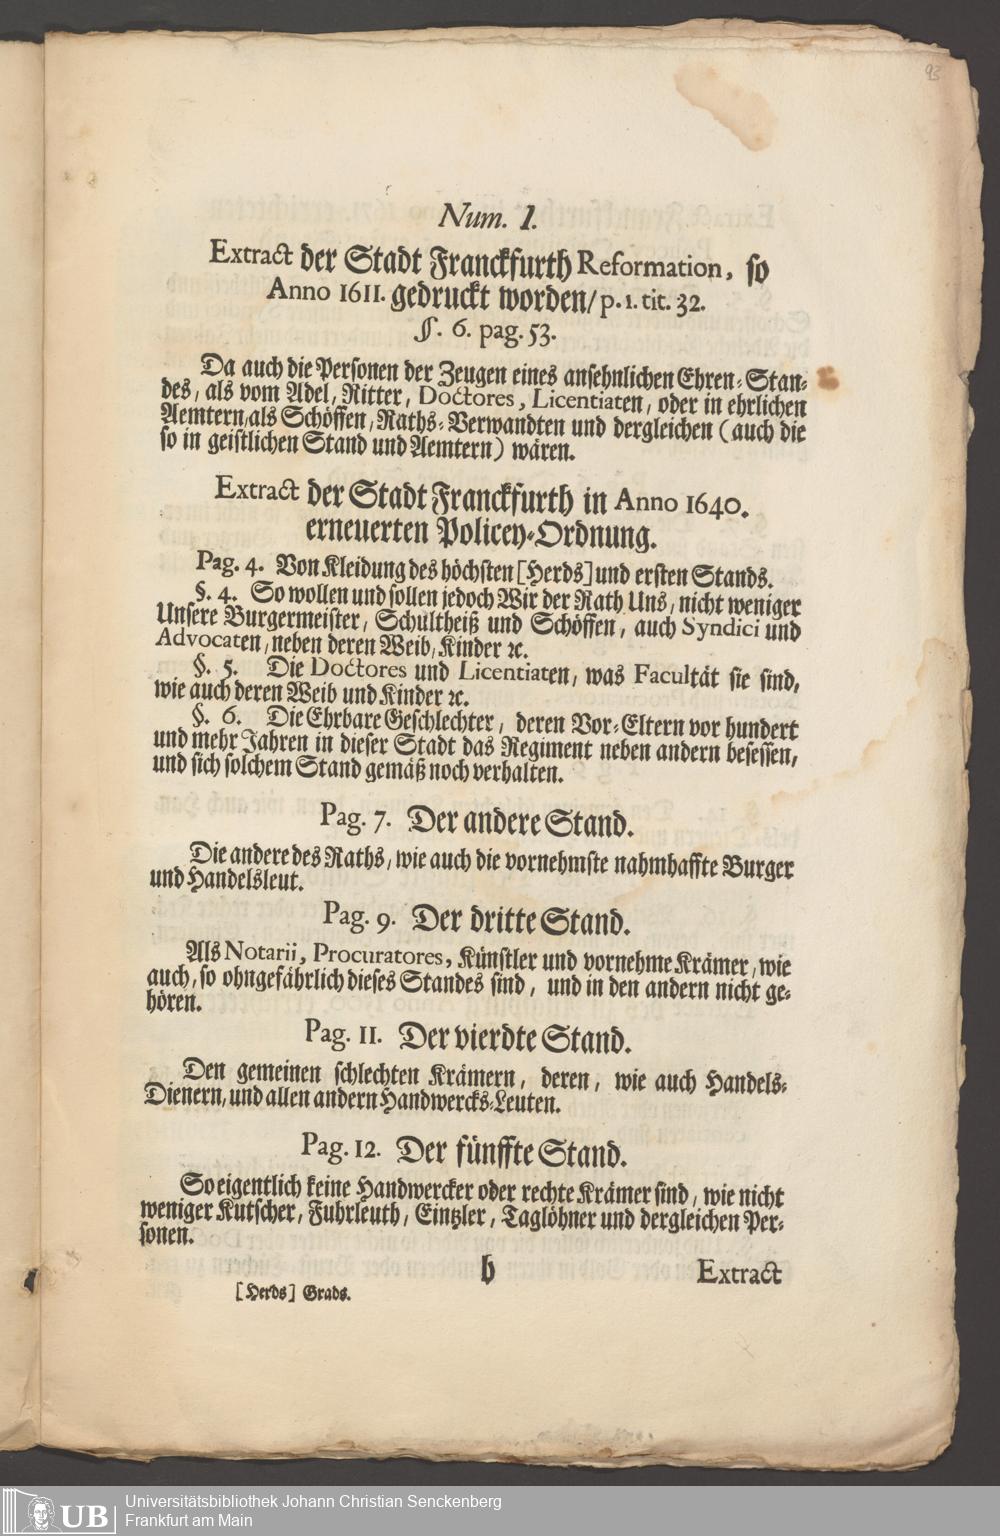 93
Num. 1.
Extract der Stadt Franckfurth Reformation, so
Anno 1611. gedruckt worden/ p. 1. tit. 32.
§. 6. pag. 53.
Da auch die Personen der Zeugen eines ansehnlichen Ehren-Stan-
des, als vom Adel, Ritter, Doctores, Licentiaten, oder in ehrlichen
Aemtern, als Schöffen, Raths-Verwandten und dergleichen (auch die
so in geistlichen Stand und Aemtern) wären.
Extract der Stadt Franckfurth in Anno 1640.
erneuerten Policey-Ordnung.
Pag. 4. Von Kleidung des höchsten [Herds] und ersten Stands.
§. 4. So wollen und sollen jedoch Wir der Rath Uns, nicht weniger
Unsere Burgermeister, Schultheiß und Schöffen, auch Syndici und
Advocaten, neben deren Weib, Kinder ꝛc.
§. 5. Die Doctores und Licentiaten, was Facultät sie sind,
wie auch deren Weib und Kinder ꝛc.
§. 6. Die Ehrbare Geschlechter, deren Vor-Eltern vor hundert
und mehr Jahren in dieser Stadt das Regiment neben andern besessen,
und sich solchem Stand gemäß noch verhalten.
Pag. 7. Der andere Stand.
Die andere des Raths, wie auch die vornehmste nahmhaffte Burger
und Handelsleut.
Pag. 9. Der dritte Stand.
Als Notarii, Procuratores, Künstler und vornehme Krämer, wie
auch, so ohngefährlich dieses Standes sind, und in den andern nicht ge-
hören.
Pag. 11. Der vierdte Stand.
Den gemeinen schlechten Krämern, deren, wie auch Handels-
Dienern, und allen andern Handwercks-Leuten.
Pag. 12. Der fünffte Stand.
So eigentlich keine Handwercker oder rechte Krämer sind, wie nicht
weniger Kutscher, Fuhrleuth, Eintzler, Taglöhner und dergleichen Per-
sonen.
b Extract
[Herds] Grads.
UB
Universitätsbibliothek Johann Christian Senckenberg
Frankfurt am Main